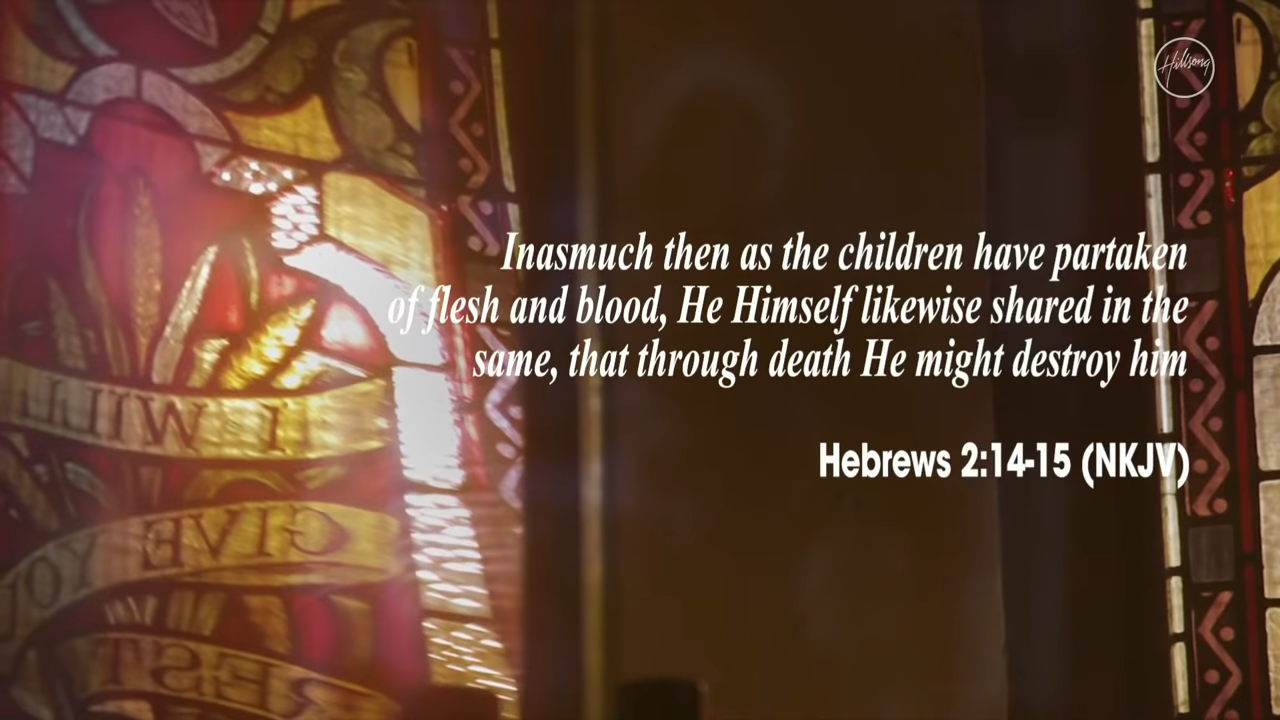 Hillsong
Inasmuch then as the children have partaken
of flesh and blood, He Himself likewise shared in the
same, that through death He might destroy him
Hebrews 2:14-15 (NKJV)
I WILL
GIVE
YOU
REST